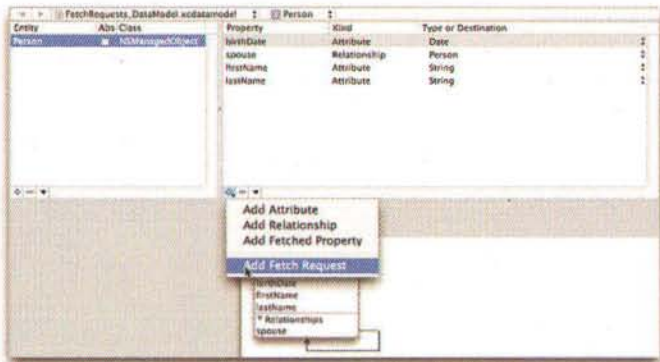 FetchRequests_DataModel.xcdatamodel Person
Entity Abs Class
Person NSManagedObject
Property Kind Type or Destination
birthDate Attribute Date
spouse Relationship Person
firstName Attribute String
lastName Attribute String
Add Attribute
Add Relationship
Add Fetched Property
Add Fetch Request
birthDate
firstName
lastName
Relationships
spouse